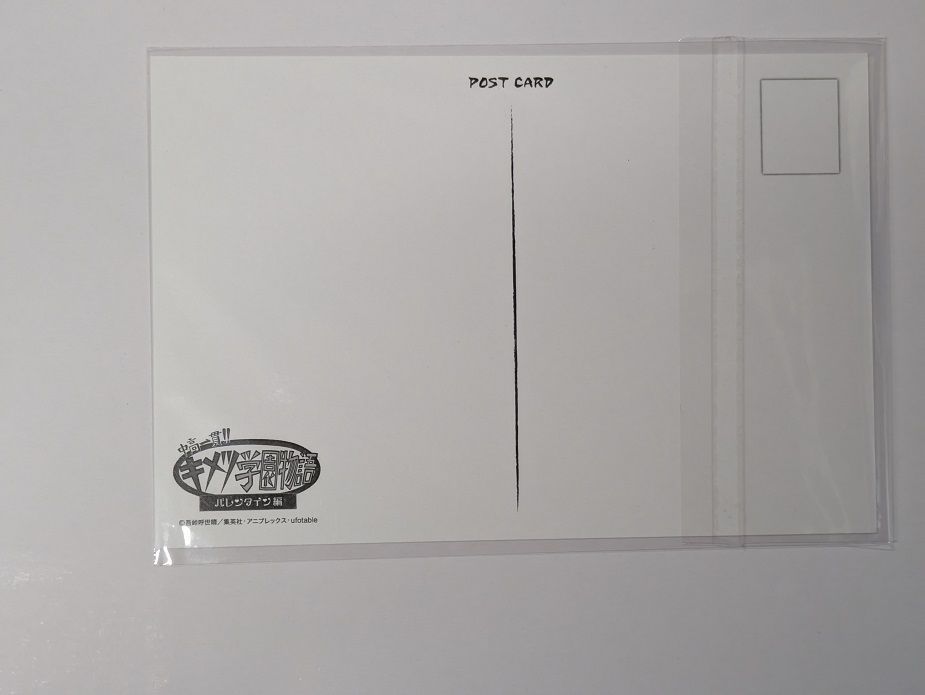 POST CARD
中高一貫!!
キメツ学園物語
バレンタイン編
©吾峠呼世晴／集英社・アニプレックス・ufotable